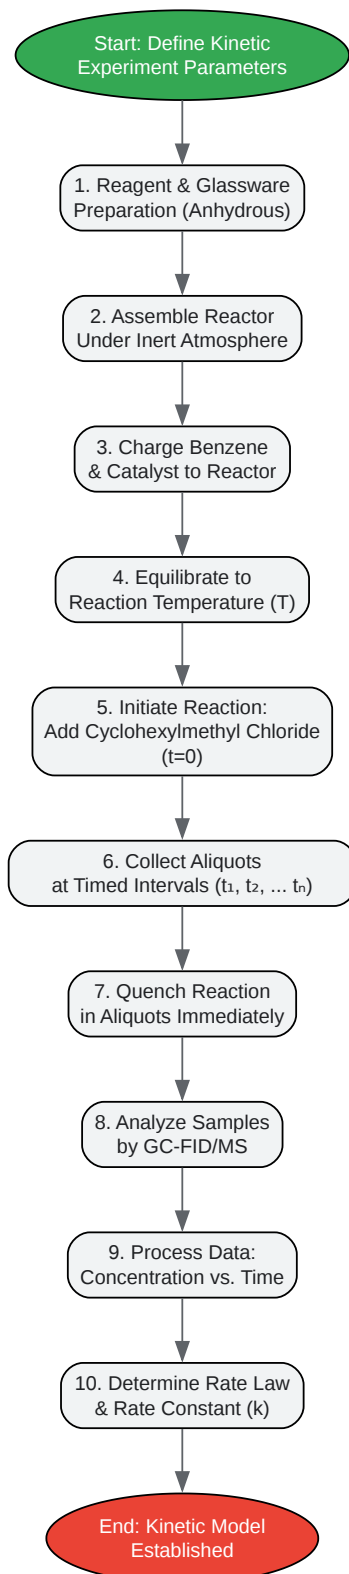 Start: Define Kinetic
Experiment Parameters
1. Reagent & Glassware
Preparation (Anhydrous)
2. Assemble Reactor
Under Inert Atmosphere
3. Charge Benzene
& Catalyst to Reactor
4. Equilibrate to
Reaction Temperature (T)
5. Initiate Reaction:
Add Cyclohexylmethyl Chloride
(t=0)
6. Collect Aliquots
at Timed Intervals (t₁, t₂, ... tₙ)
7. Quench Reaction
in Aliquots Immediately
8. Analyze Samples
by GC-FID/MS
9. Process Data:
Concentration vs. Time
10. Determine Rate Law
& Rate Constant (k)
End: Kinetic Model
Established